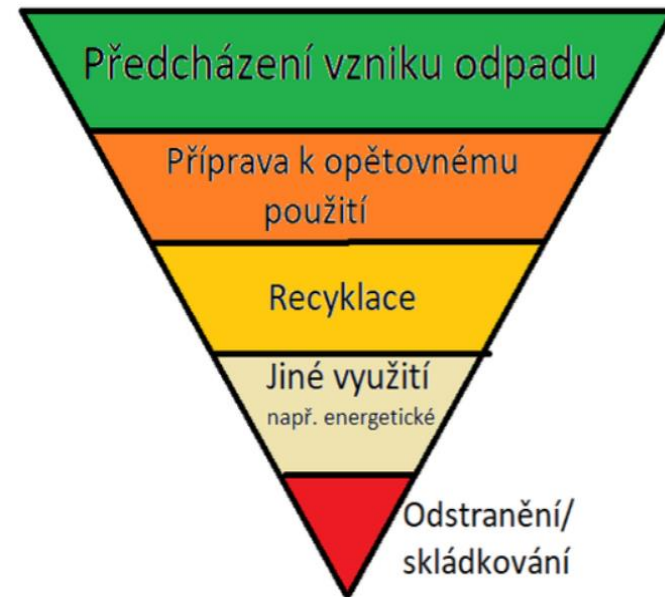 Předcházení vzniku odpadu
Příprava k opětovnému
použití
Recyklace
Jiné využití
např. energetické
Odstranění/
skládkování